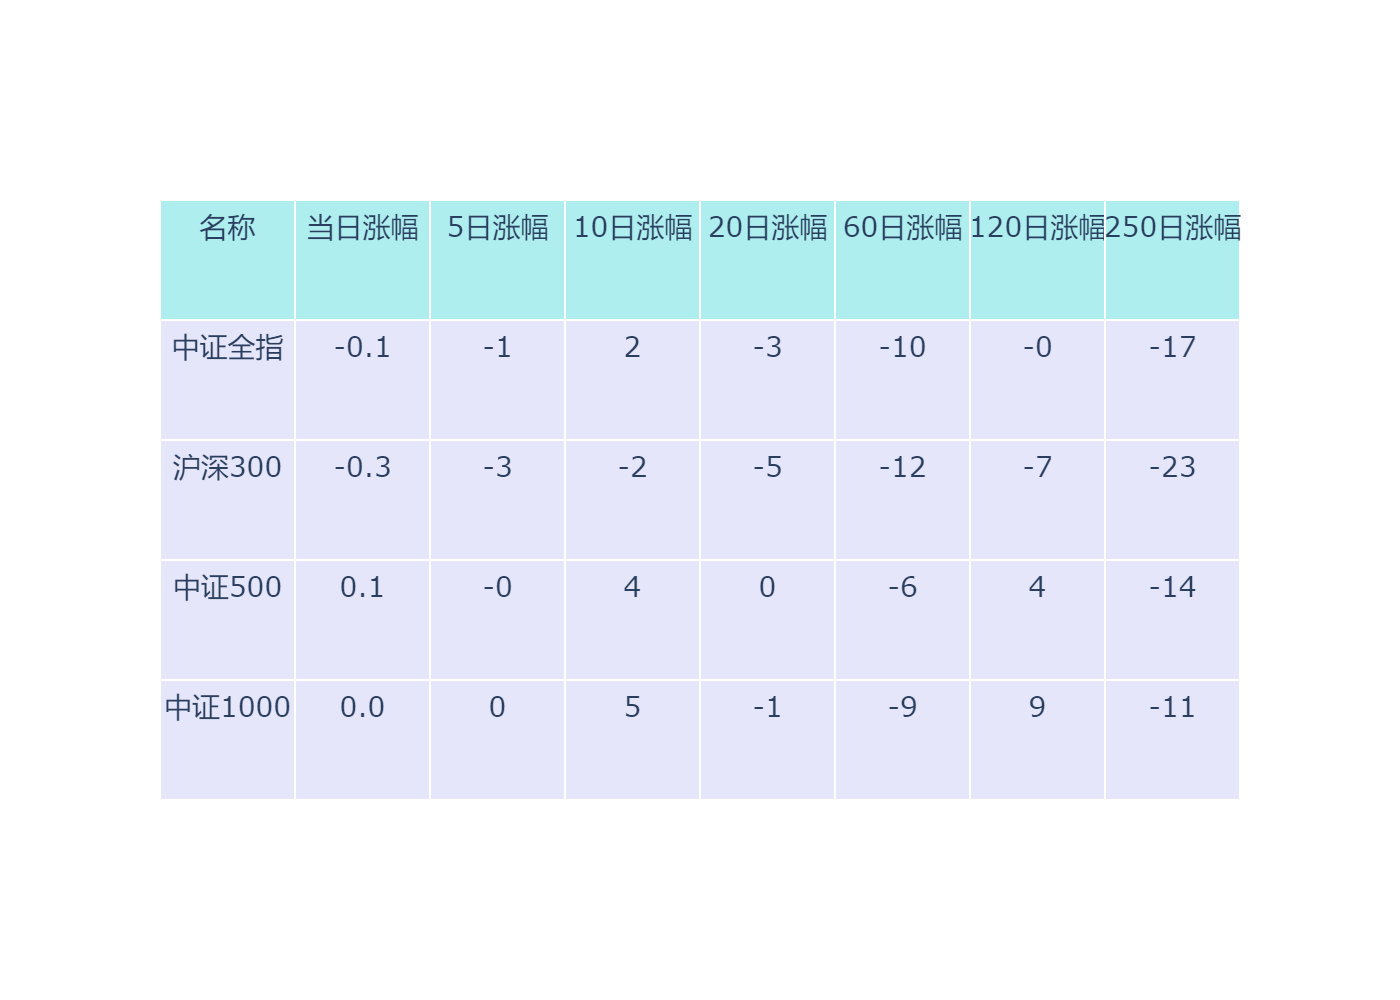 名称 当日涨幅 5日涨幅 10日涨幅 20日涨幅 60日涨幅 120日涨幅 250日涨幅
中证全指 -0.1 -1 2 -3 -10 -0 -17
沪深300 -0.3 -3 -2 -5 -12 -7 -23
中证500 0.1 -0 4 0 -6 4 -14
中证1000 0.0 0 5 -1 -9 9 -11